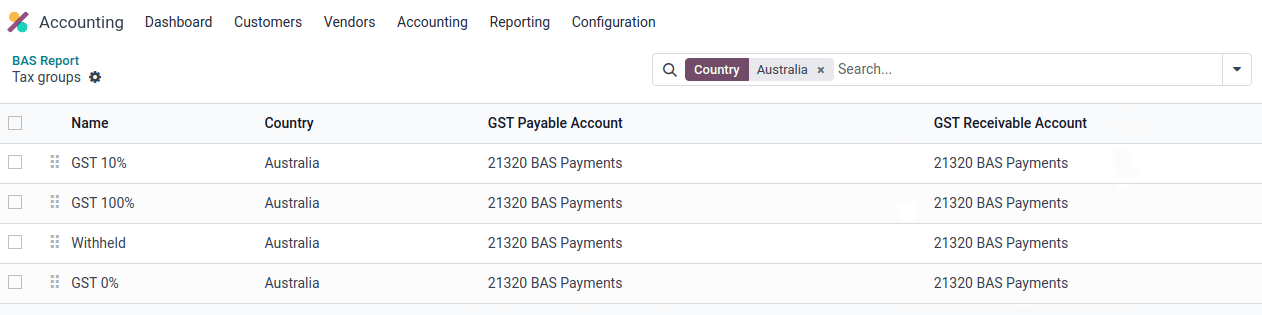 Accounting Dashboard Customers Vendors Accounting Reporting Configuration
BAS Report
Tax groups
Country Australia × Search...
Name Country GST Payable Account GST Receivable Account
GST 10% Australia 21320 BAS Payments 21320 BAS Payments
GST 100% Australia 21320 BAS Payments 21320 BAS Payments
Withheld Australia 21320 BAS Payments 21320 BAS Payments
GST 0% Australia 21320 BAS Payments 21320 BAS Payments